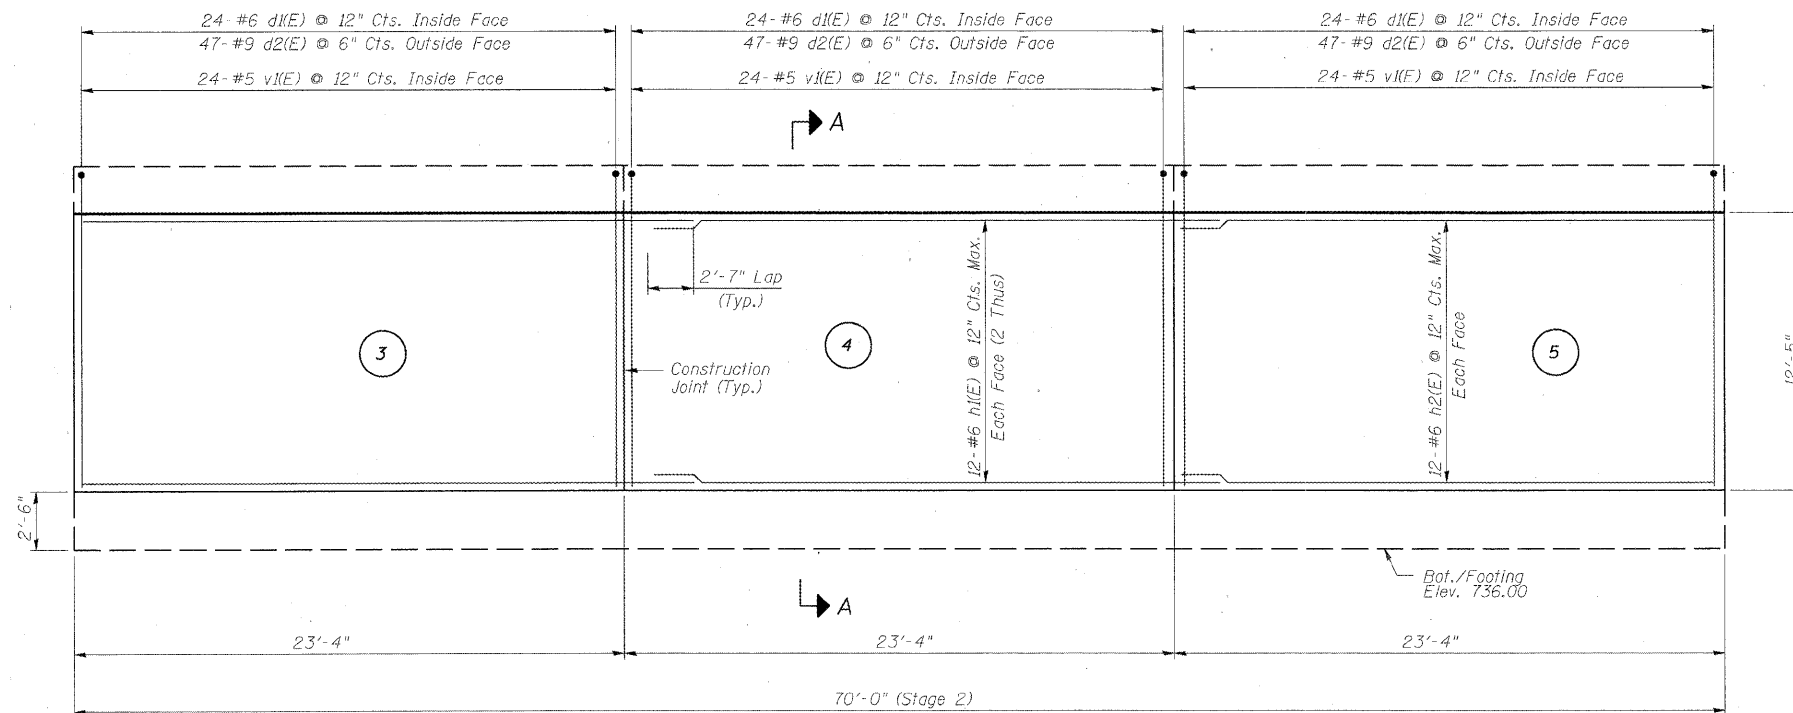 24-#6 d1(E) @ 12" Cts. Inside Face
47-#9 d2(E) @ 6" Cts. Outside Face
24-#5 v1(E) @ 12" Cts. Inside Face
24-#6 d1(E) @ 12" Cts. Inside Face
47-#9 d2(E) @ 6" Cts. Outside Face
24-#5 v1(E) @ 12" Cts. Inside Face
24-#6 d1(E) @ 12" Cts. Inside Face
47-#9 d2(E) @ 6" Cts. Outside Face
24-#5 v1(E) @ 12" Cts. Inside Face
A
2'-7" Lap
(Typ.)
3
4
5
Construction
Joint (Typ.)
12-#6 h1(E) @ 12" Cts. Max.
Each Face (2 Thus)
12-#6 h2(E) @ 12" Cts. Max.
Each Face
12'-5"
2'-6"
Bot./Footing
Elev. 736.00
A
23'-4"
23'-4"
23'-4"
70'-0" (Stage 2)